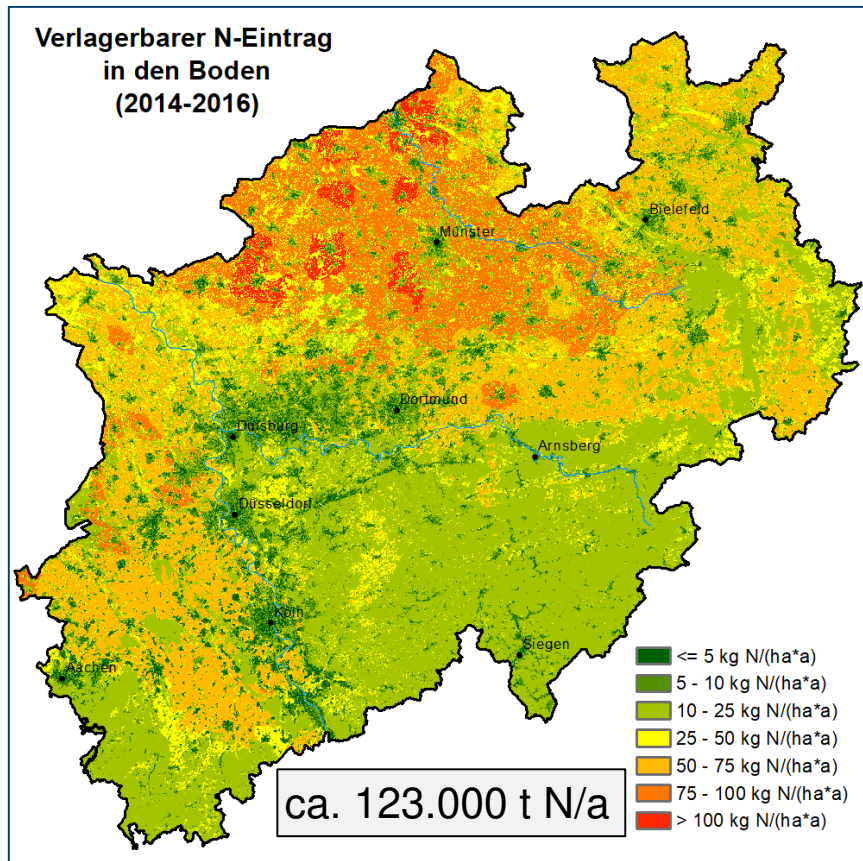 Verlagerbarer N-Eintrag
in den Boden
(2014-2016)
Bielefeld
Münster
Dortmund
Duisburg
Arnsberg
Düsseldorf
Köln
Siegen
Aachen
<= 5 kg N/(ha*a)
5 - 10 kg N/(ha*a)
10 - 25 kg N/(ha*a)
25 - 50 kg N/(ha*a)
50 - 75 kg N/(ha*a)
75 - 100 kg N/(ha*a)
> 100 kg N/(ha*a)
ca. 123.000 t N/a